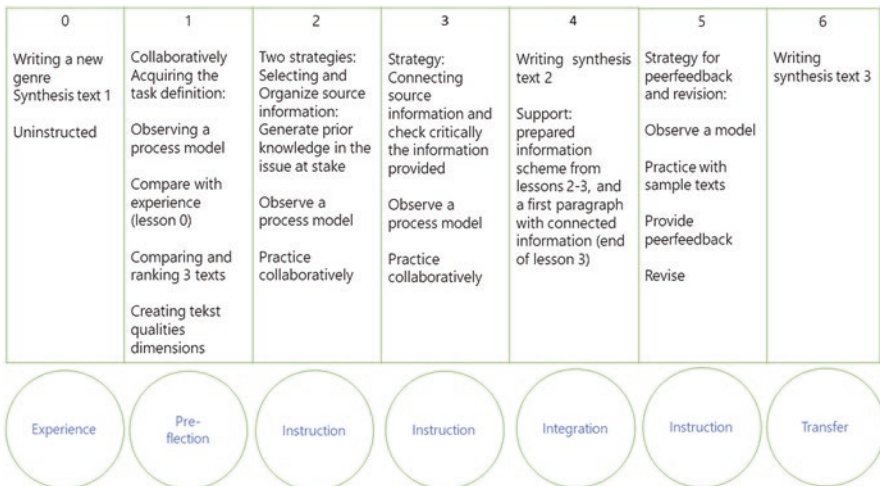 0
Writing a new
genre
Synthesis text 1
Uninstructed
1
Collaboratively
Acquiring the
task definition:
Observing a
process model
Compare with
experience
(lesson 0)
Comparing and
ranking 3 texts
Creating tekst
qualities
dimensions
2
Two strategies:
Selecting and
Organize source
information:
Generate prior
knowledge in the
issue at stake
Observe a
process model
Practice
collaboratively
3
Strategy:
Connecting
source
information and
check critically
the information
provided
Observe a
process model
Practice
collaboratively
4
Writing synthesis
text 2
Support:
prepared
information
scheme from
lessons 2-3, and
a first paragraph
with connected
information (end
of lesson 3)
5
Strategy for
peerfeedback
and revision:
Observe a model
Practice with
sample texts
Provide
peerfeedback
Revise
6
Writing
synthesis text 3
Experience
Pre-
flection
Instruction
Instruction
Integration
Instruction
Transfer